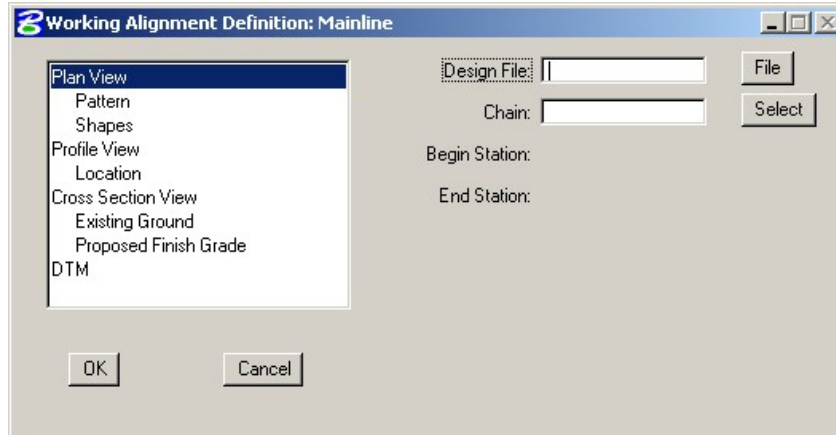 Working Alignment Definition: Mainline
Plan View
Pattern
Shapes
Profile View
Location
Cross Section View
Existing Ground
Proposed Finish Grade
DTM
Design File:
File
Chain:
Select
Begin Station:
End Station:
OK
Cancel